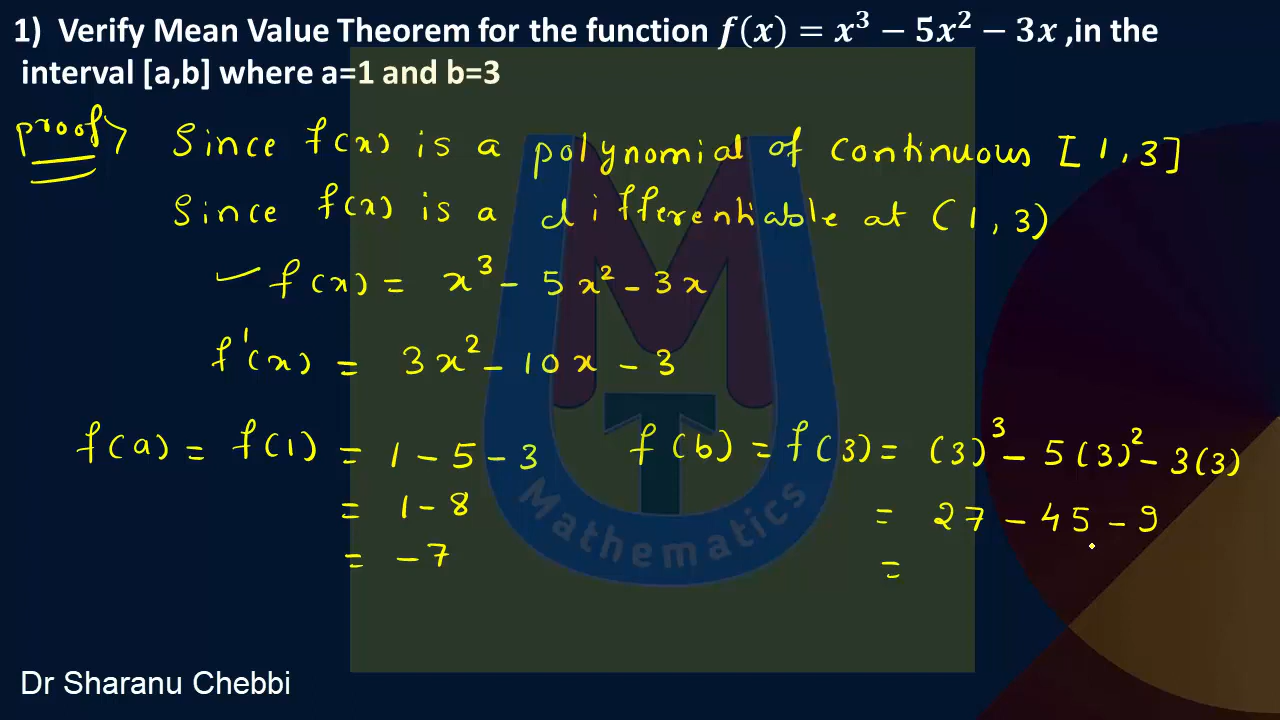 1) Verify Mean Value Theorem for the function f(x) = x³ − 5x² − 3x ,in the
interval [a,b] where a=1 and b=3
proof> Since f(x) is a polynomial of continuous [1,3]
Since f(x) is a differentiable at (1,3)
f(x) = x³ - 5x² - 3x
f'(x) = 3x² - 10x - 3
f(a) = f(1) = 1 - 5 - 3 f(b) = f(3) = (3)³ - 5(3)² - 3(3)
= 1 - 8 = 27 - 45 - 9
= -7 =
Mathematics
Dr Sharanu Chebbi